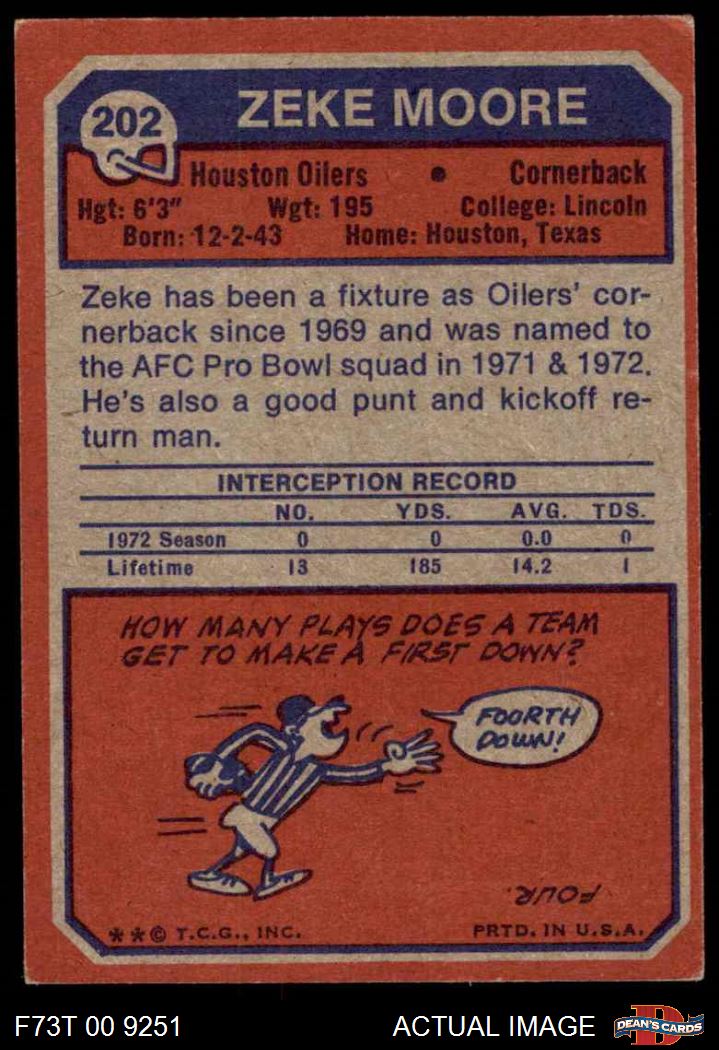 202
ZEKE MOORE
Houston Oilers • Cornerback
Hgt: 6'3" Wgt: 195 College: Lincoln
Born: 12-2-43 Home: Houston, Texas
Zeke has been a fixture as Oilers' cor-
nerback since 1969 and was named to
the AFC Pro Bowl squad in 1971 & 1972.
He's also a good punt and kickoff re-
turn man.
INTERCEPTION RECORD
NO. YDS. AVG. TDS.
1972 Season 0 0 0.0 0
Lifetime 13 185 14.2 1
HOW MANY PLAYS DOES A TEAM
GET TO MAKE A FIRST DOWN?
FOORTH
DOWN!
FOUR.
**© T.C.G., INC. PRTD. IN U.S.A.
F73T 00 9251 ACTUAL IMAGE D DEAN'S CARDS